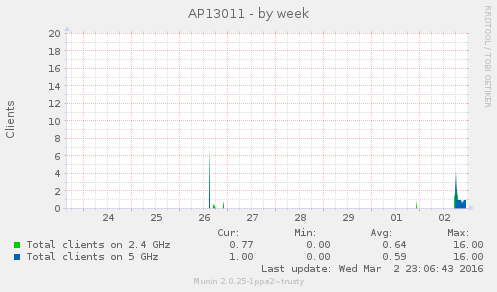 AP13011 - by week
RRDTOOL / TOBI OETIKER
Clients
20
18
16
14
12
10
8
6
4
2
0
24 25 26 27 28 29 01 02
Cur: Min: Avg: Max:
Total clients on 2.4 GHz 0.77 0.00 0.64 16.00
Total clients on 5 GHz 1.00 0.00 0.59 16.00
Last update: Wed Mar 2 23:06:43 2016
Munin 2.0.25-1ppa2~trusty